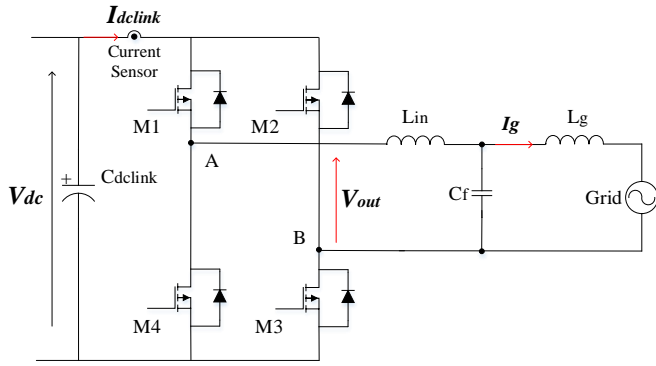 Idclink
Current
Sensor
M1
M2
Lin
Ig
Lg
A
+
Cdclink
Vdc
Vout
Cf
Grid
B
M4
M3